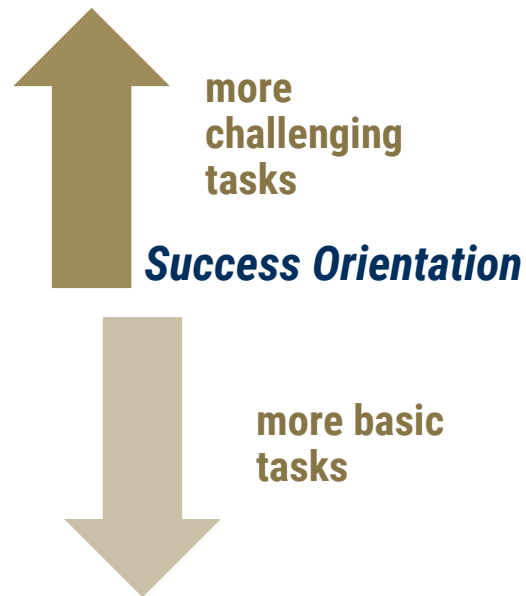 more
challenging
tasks
Success Orientation
more basic
tasks